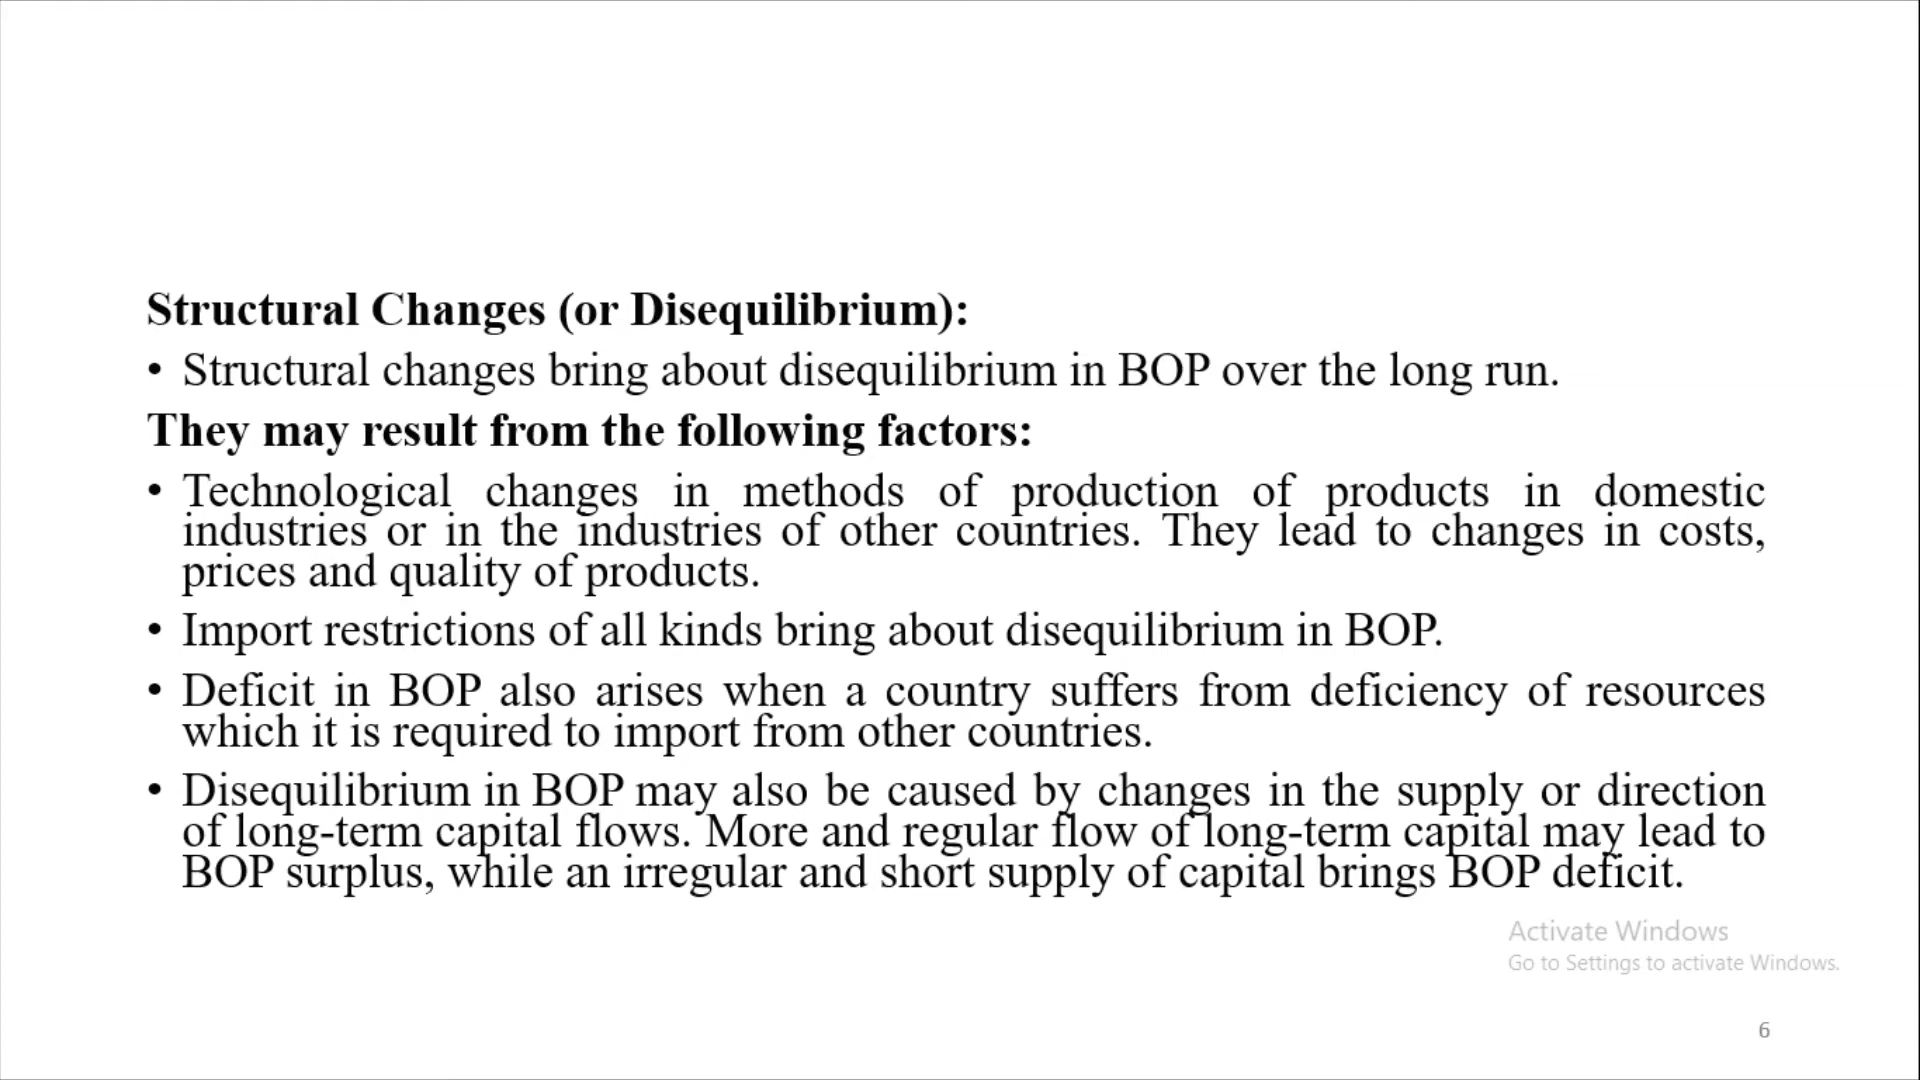 Structural Changes (or Disequilibrium):
• Structural changes bring about disequilibrium in BOP over the long run.
They may result from the following factors:
• Technological changes in methods of production of products in domestic
industries or in the industries of other countries. They lead to changes in costs,
prices and quality of products.
• Import restrictions of all kinds bring about disequilibrium in BOP.
• Deficit in BOP also arises when a country suffers from deficiency of resources
which it is required to import from other countries.
• Disequilibrium in BOP may also be caused by changes in the supply or direction
of long-term capital flows. More and regular flow of long-term capital may lead to
BOP surplus, while an irregular and short supply of capital brings BOP deficit.
Activate Windows
Go to Settings to activate Windows.
6